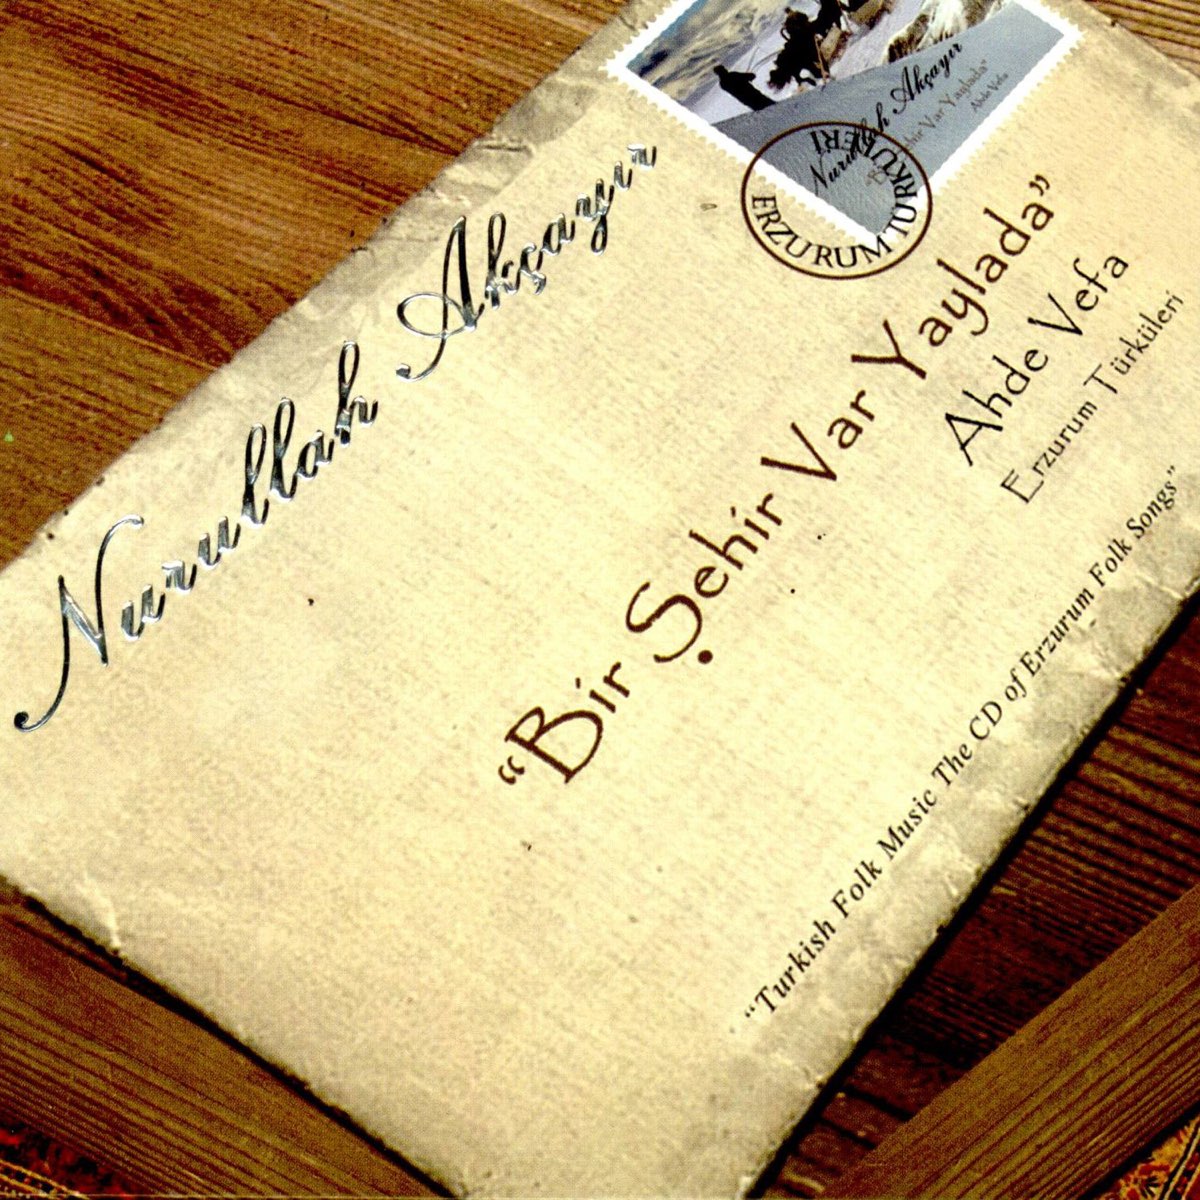 Nurullah Akçayır
"Bir Şehir Var Yaylada"
Ahde Vefa
ERZURUM TÜRKÜLERİ
Nurullah Akçayır
“Bir Şehir Var Yaylada”
Ahde Vefa
Erzurum Türküleri
“Turkish Folk Music The CD of Erzurum Folk Songs”